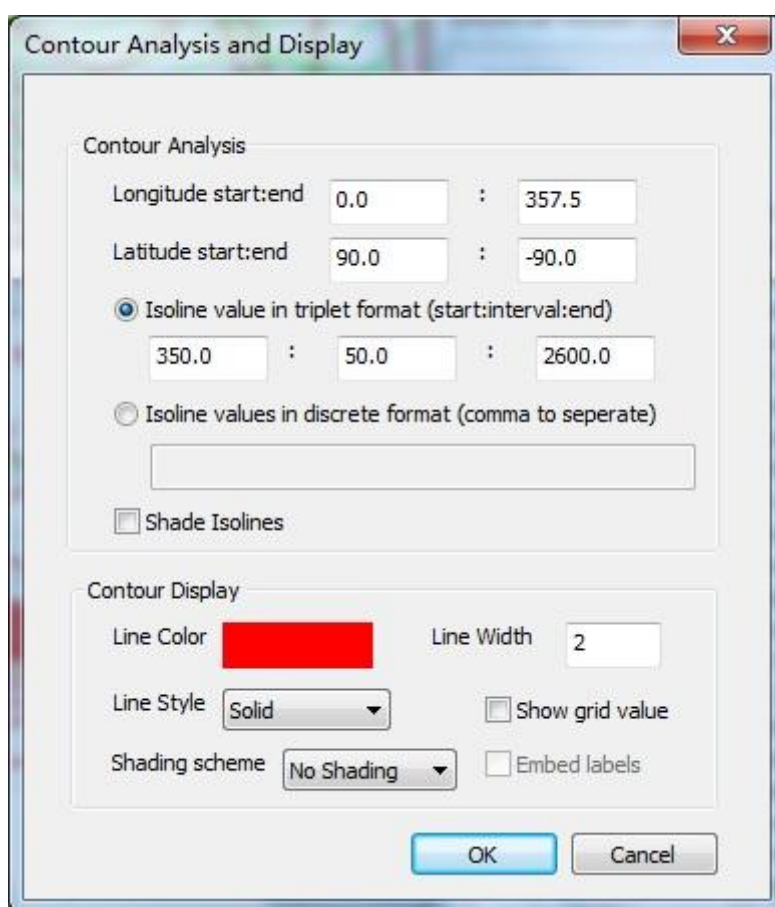 Contour Analysis and Display
Contour Analysis
Longitude start:end 0.0 : 357.5
Latitude start:end 90.0 : -90.0
Isoline value in triplet format (start:interval:end)
350.0 : 50.0 : 2600.0
Isoline values in discrete format (comma to seperate)
Shade Isolines
Contour Display
Line Color Line Width 2
Line Style Solid Show grid value
Shading scheme No Shading Embed labels
OK Cancel